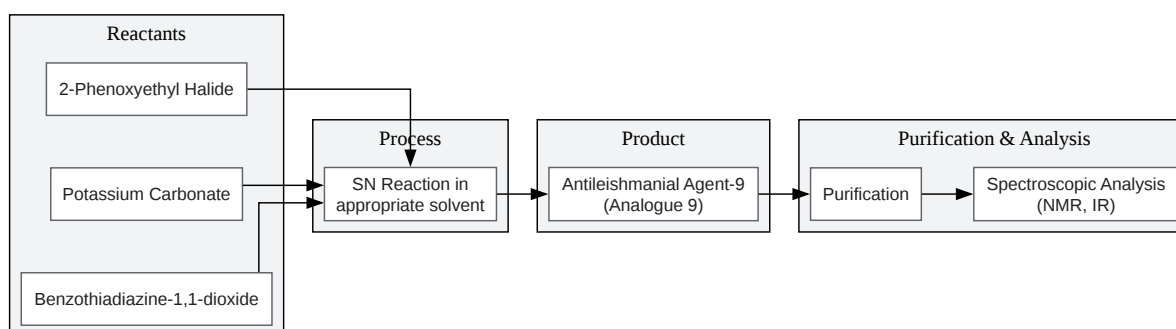 Reactants
2-Phenoxyethyl Halide
Potassium Carbonate
Benzothiadiazine-1,1-dioxide
Process
SN Reaction in
appropriate solvent
Product
Antileishmanial Agent-9
(Analogue 9)
Purification & Analysis
Purification
Spectroscopic Analysis
(NMR, IR)